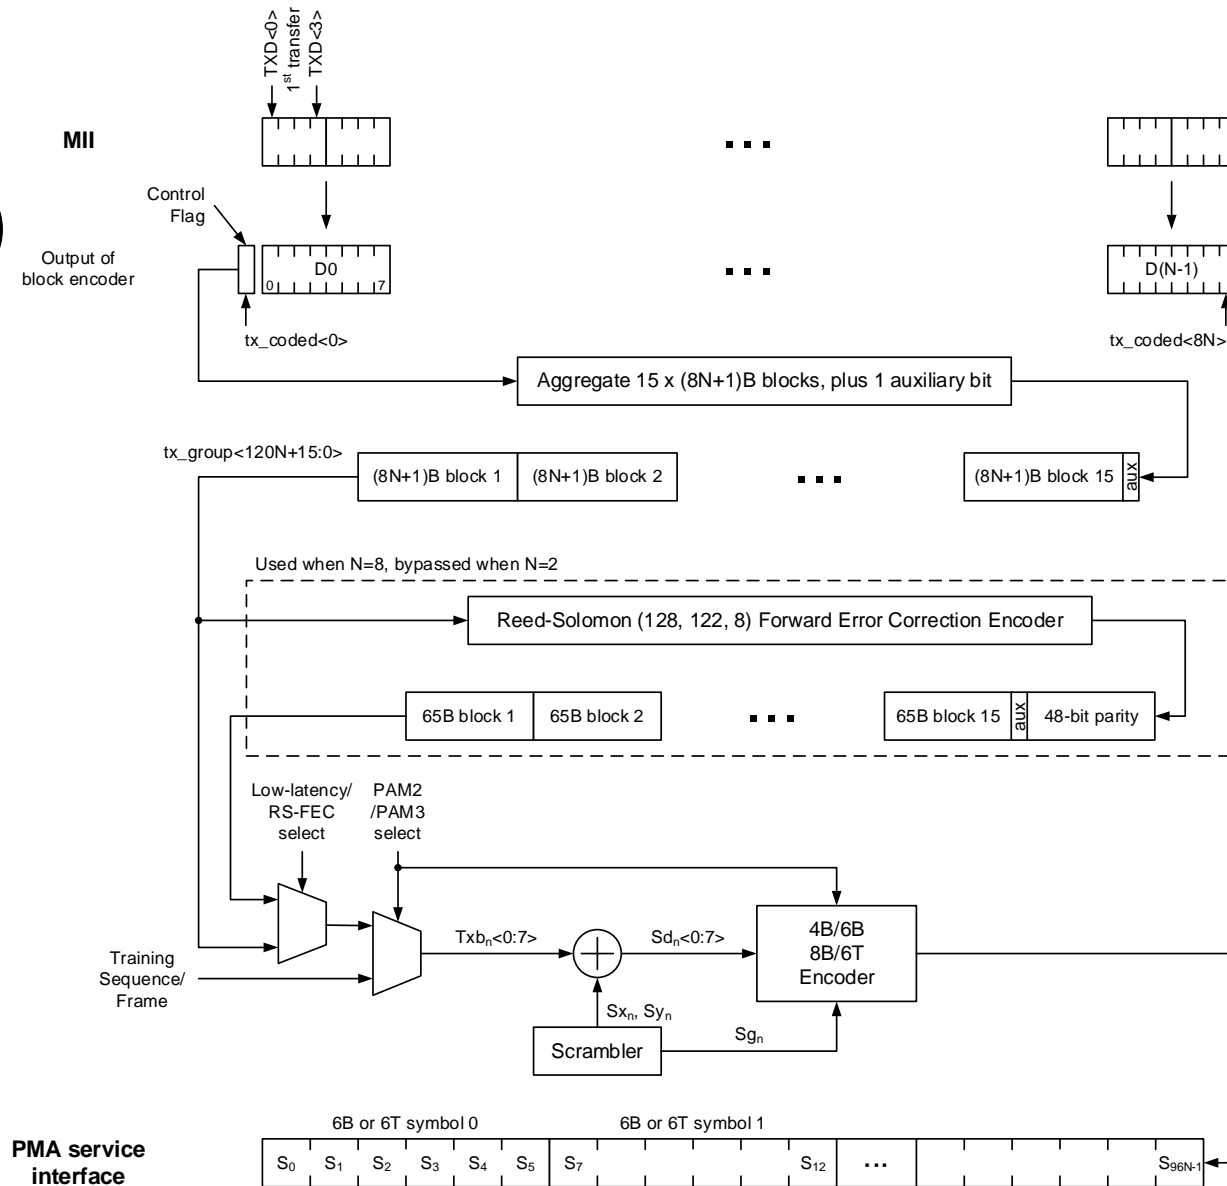 TXD<0>
1st transfer
TXD<3>
MII
Control
Flag
Output of
block encoder
D0
0
7
D(N-1)
tx_coded<0>
tx_coded<8N>
Aggregate 15 x (8N+1)B blocks, plus 1 auxiliary bit
tx_group<120N+15:0>
(8N+1)B block 1
(8N+1)B block 2
(8N+1)B block 15
aux
Used when N=8, bypassed when N=2
Reed-Solomon (128, 122, 8) Forward Error Correction Encoder
65B block 1
65B block 2
65B block 15
aux
48-bit parity
Low-latency/
RS-FEC
select
PAM2
/PAM3
select
Training
Sequence/
Frame
Txbn<0:7>
Sdn<0:7>
4B/6B
8B/6T
Encoder
Sxn, Syn
Sgn
Scrambler
6B or 6T symbol 0
6B or 6T symbol 1
PMA service
interface
S0
S1
S2
S3
S4
S5
S7
S12
...
S96N-1